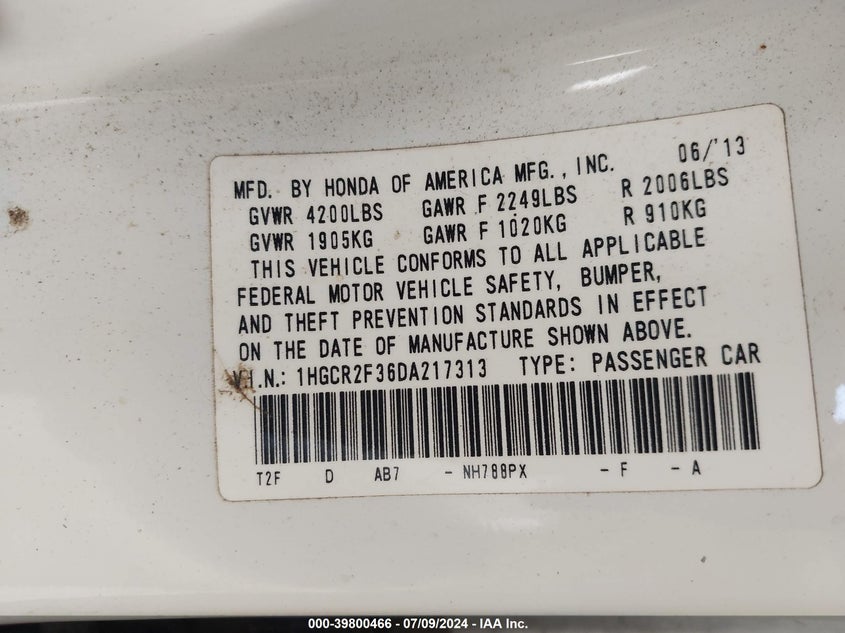 06/'13
MFD. BY HONDA OF AMERICA MFG., INC.
GVWR 4200LBS GAWR F 2249LBS R 2006LBS
GVWR 1905KG GAWR F 1020KG R 910KG
THIS VEHICLE CONFORMS TO ALL APPLICABLE
FEDERAL MOTOR VEHICLE SAFETY, BUMPER,
AND THEFT PREVENTION STANDARDS IN EFFECT
ON THE DATE OF MANUFACTURE SHOWN ABOVE.
V.I.N.: 1HGCR2F36DA217313 TYPE: PASSENGER CAR
T2F D AB7 - NH788PX - F - A
000-39800466 - 07/09/2024 - IAA Inc.